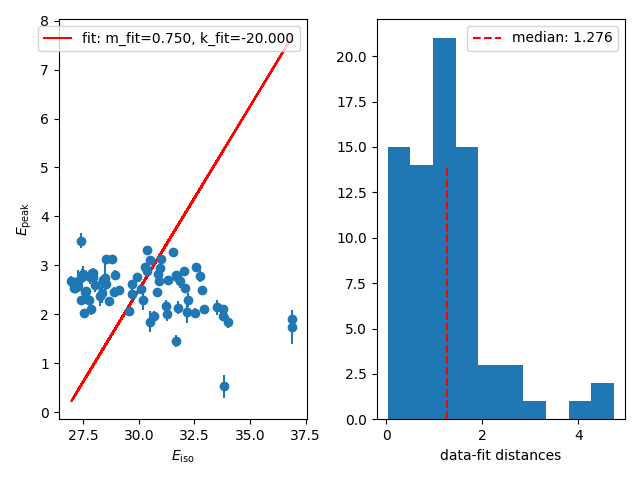 fit: m_fit=0.750, k_fit=-20.000
8
7
6
5
4
3
2
1
0
E_peak
27.5 30.0 32.5 35.0 37.5
E_iso
median: 1.276
20.0
17.5
15.0
12.5
10.0
7.5
5.0
2.5
0.0
0 2 4
data-fit distances